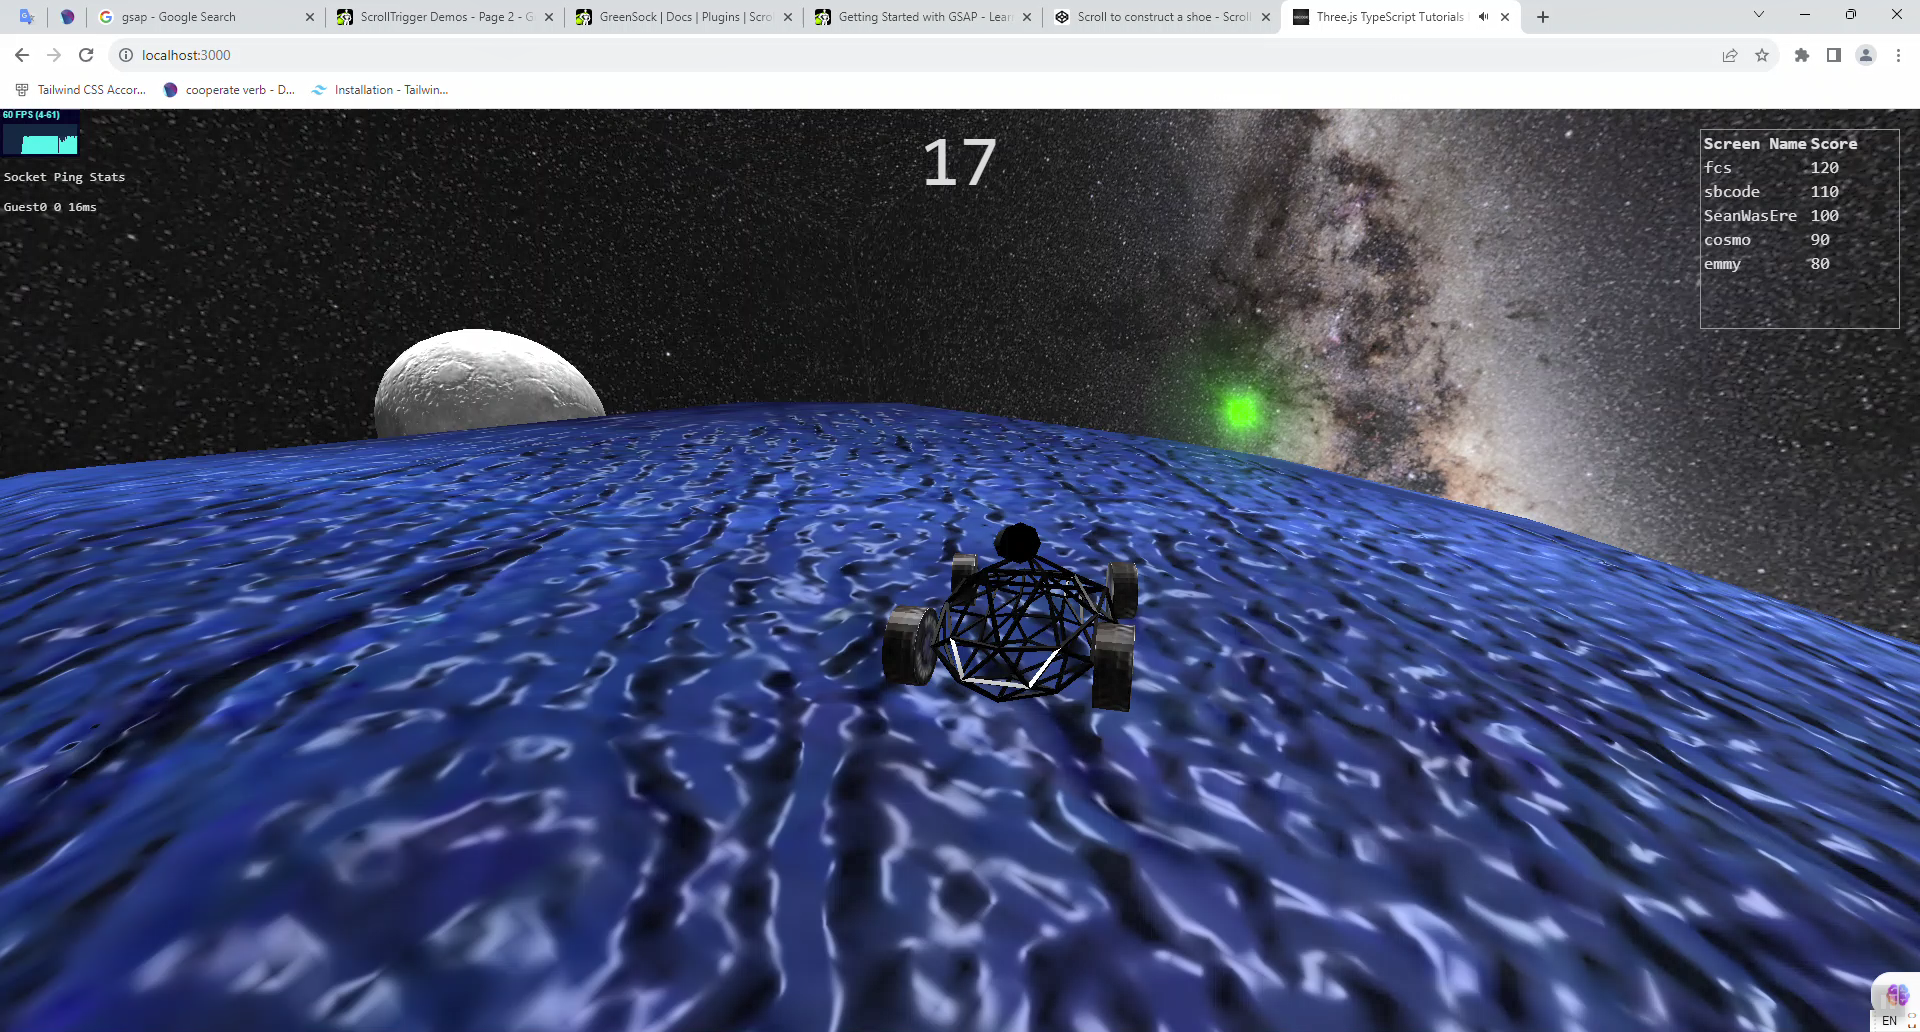 gsap - Google Search
ScrollTrigger Demos - Page 2 - G
GreenSock | Docs | Plugins | Scro
Getting Started with GSAP - Lear
Scroll to construct a shoe - Scroll
Three.js TypeScript Tutorials
localhost:3000
Tailwind CSS Accor...
cooperate verb - D...
Installation - Tailwin...
60 FPS (4-61)
Socket Ping Stats
Guest0 0 16ms
17
Screen Name Score
fcs 120
sbcode 110
SeanWasEre 100
cosmo 90
emmy 80
EN